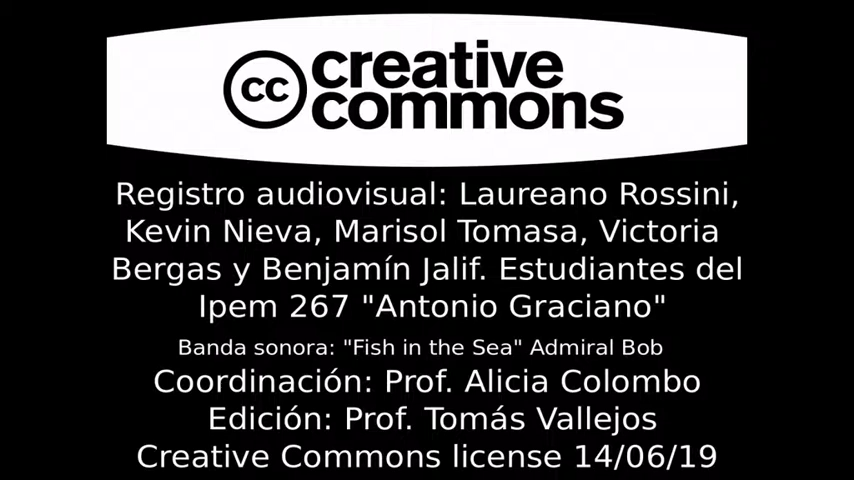 cc creative
commons
Registro audiovisual: Laureano Rossini,
Kevin Nieva, Marisol Tomasa, Victoria
Bergas y Benjamín Jalif. Estudiantes del
Ipem 267 "Antonio Graciano"
Banda sonora: "Fish in the Sea" Admiral Bob
Coordinación: Prof. Alicia Colombo
Edición: Prof. Tomás Vallejos
Creative Commons license 14/06/19